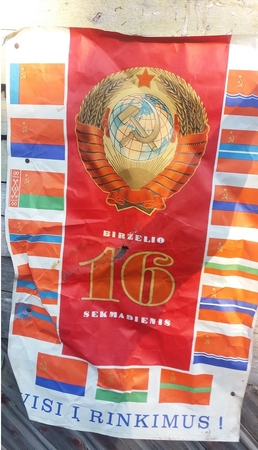 BIRŽELIO
16
SEKMADIENIS
VISI Į RINKIMUS !